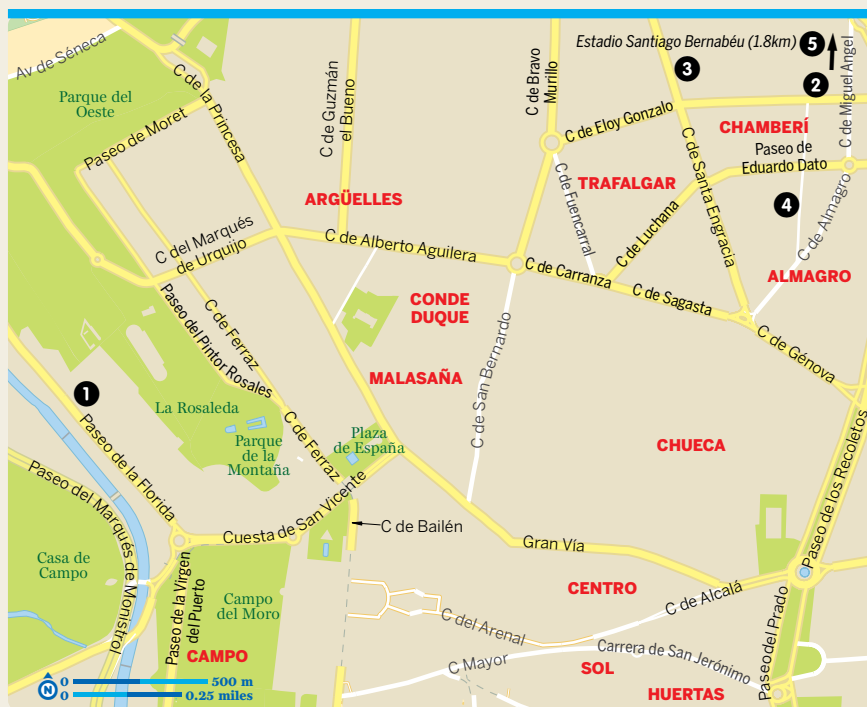 Estadio Santiago Bernabéu (1.8km)
5
3
2
Av de Séneca
C de la Princesa
Parque del
Oeste
Paseo de Moret
C de Guzmán
el Bueno
C de Bravo
Murillo
C de Eloy Gonzalo
CHAMBERÍ
C de Miguel Ángel
Paseo de
Eduardo Dato
ARGÜELLES
TRAFALGAR
C de Fuencarral
C de Santa Engracia
C de Luchana
4
C de Almagro
C del Marqués
de Urquijo
C de Alberto Aguilera
C de Carranza
C de Sagasta
ALMAGRO
CONDE
DUQUE
C de Génova
Paseo del Pintor Rosales
C de Ferraz
MALASAÑA
C de San Bernardo
1
La Rosaleda
Parque
de la
Montaña
C de Ferraz
Plaza
de España
CHUECA
Paseo de los Recoletos
Paseo de la Florida
Paseo del Marqués de Monistrol
Cuesta de San Vicente
C de Bailén
Gran Vía
Casa de
Campo
Paseo de la Virgen
del Puerto
Campo
del Moro
CENTRO
C de Alcalá
C del Arenal
CAMPO
C Mayor
SOL
Carrera de San Jerónimo
Paseo del Prado
HUERTAS
N
0 500 m
0 0.25 miles